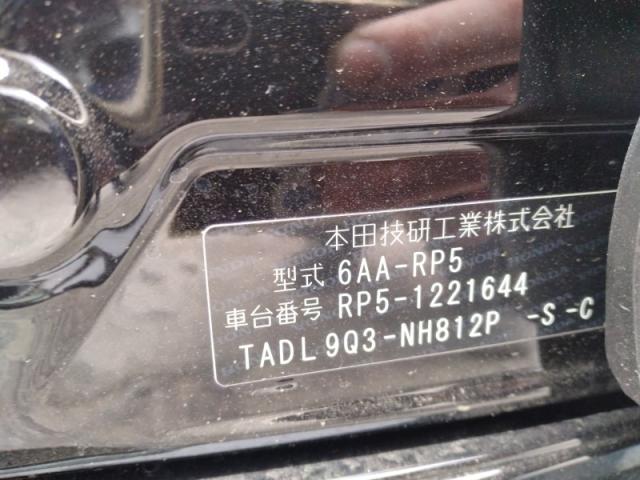 本田技研工業株式会社
型式 6AA-RP5
車台番号 RP5-1221644
TADL 9Q3-NH812P -S -C